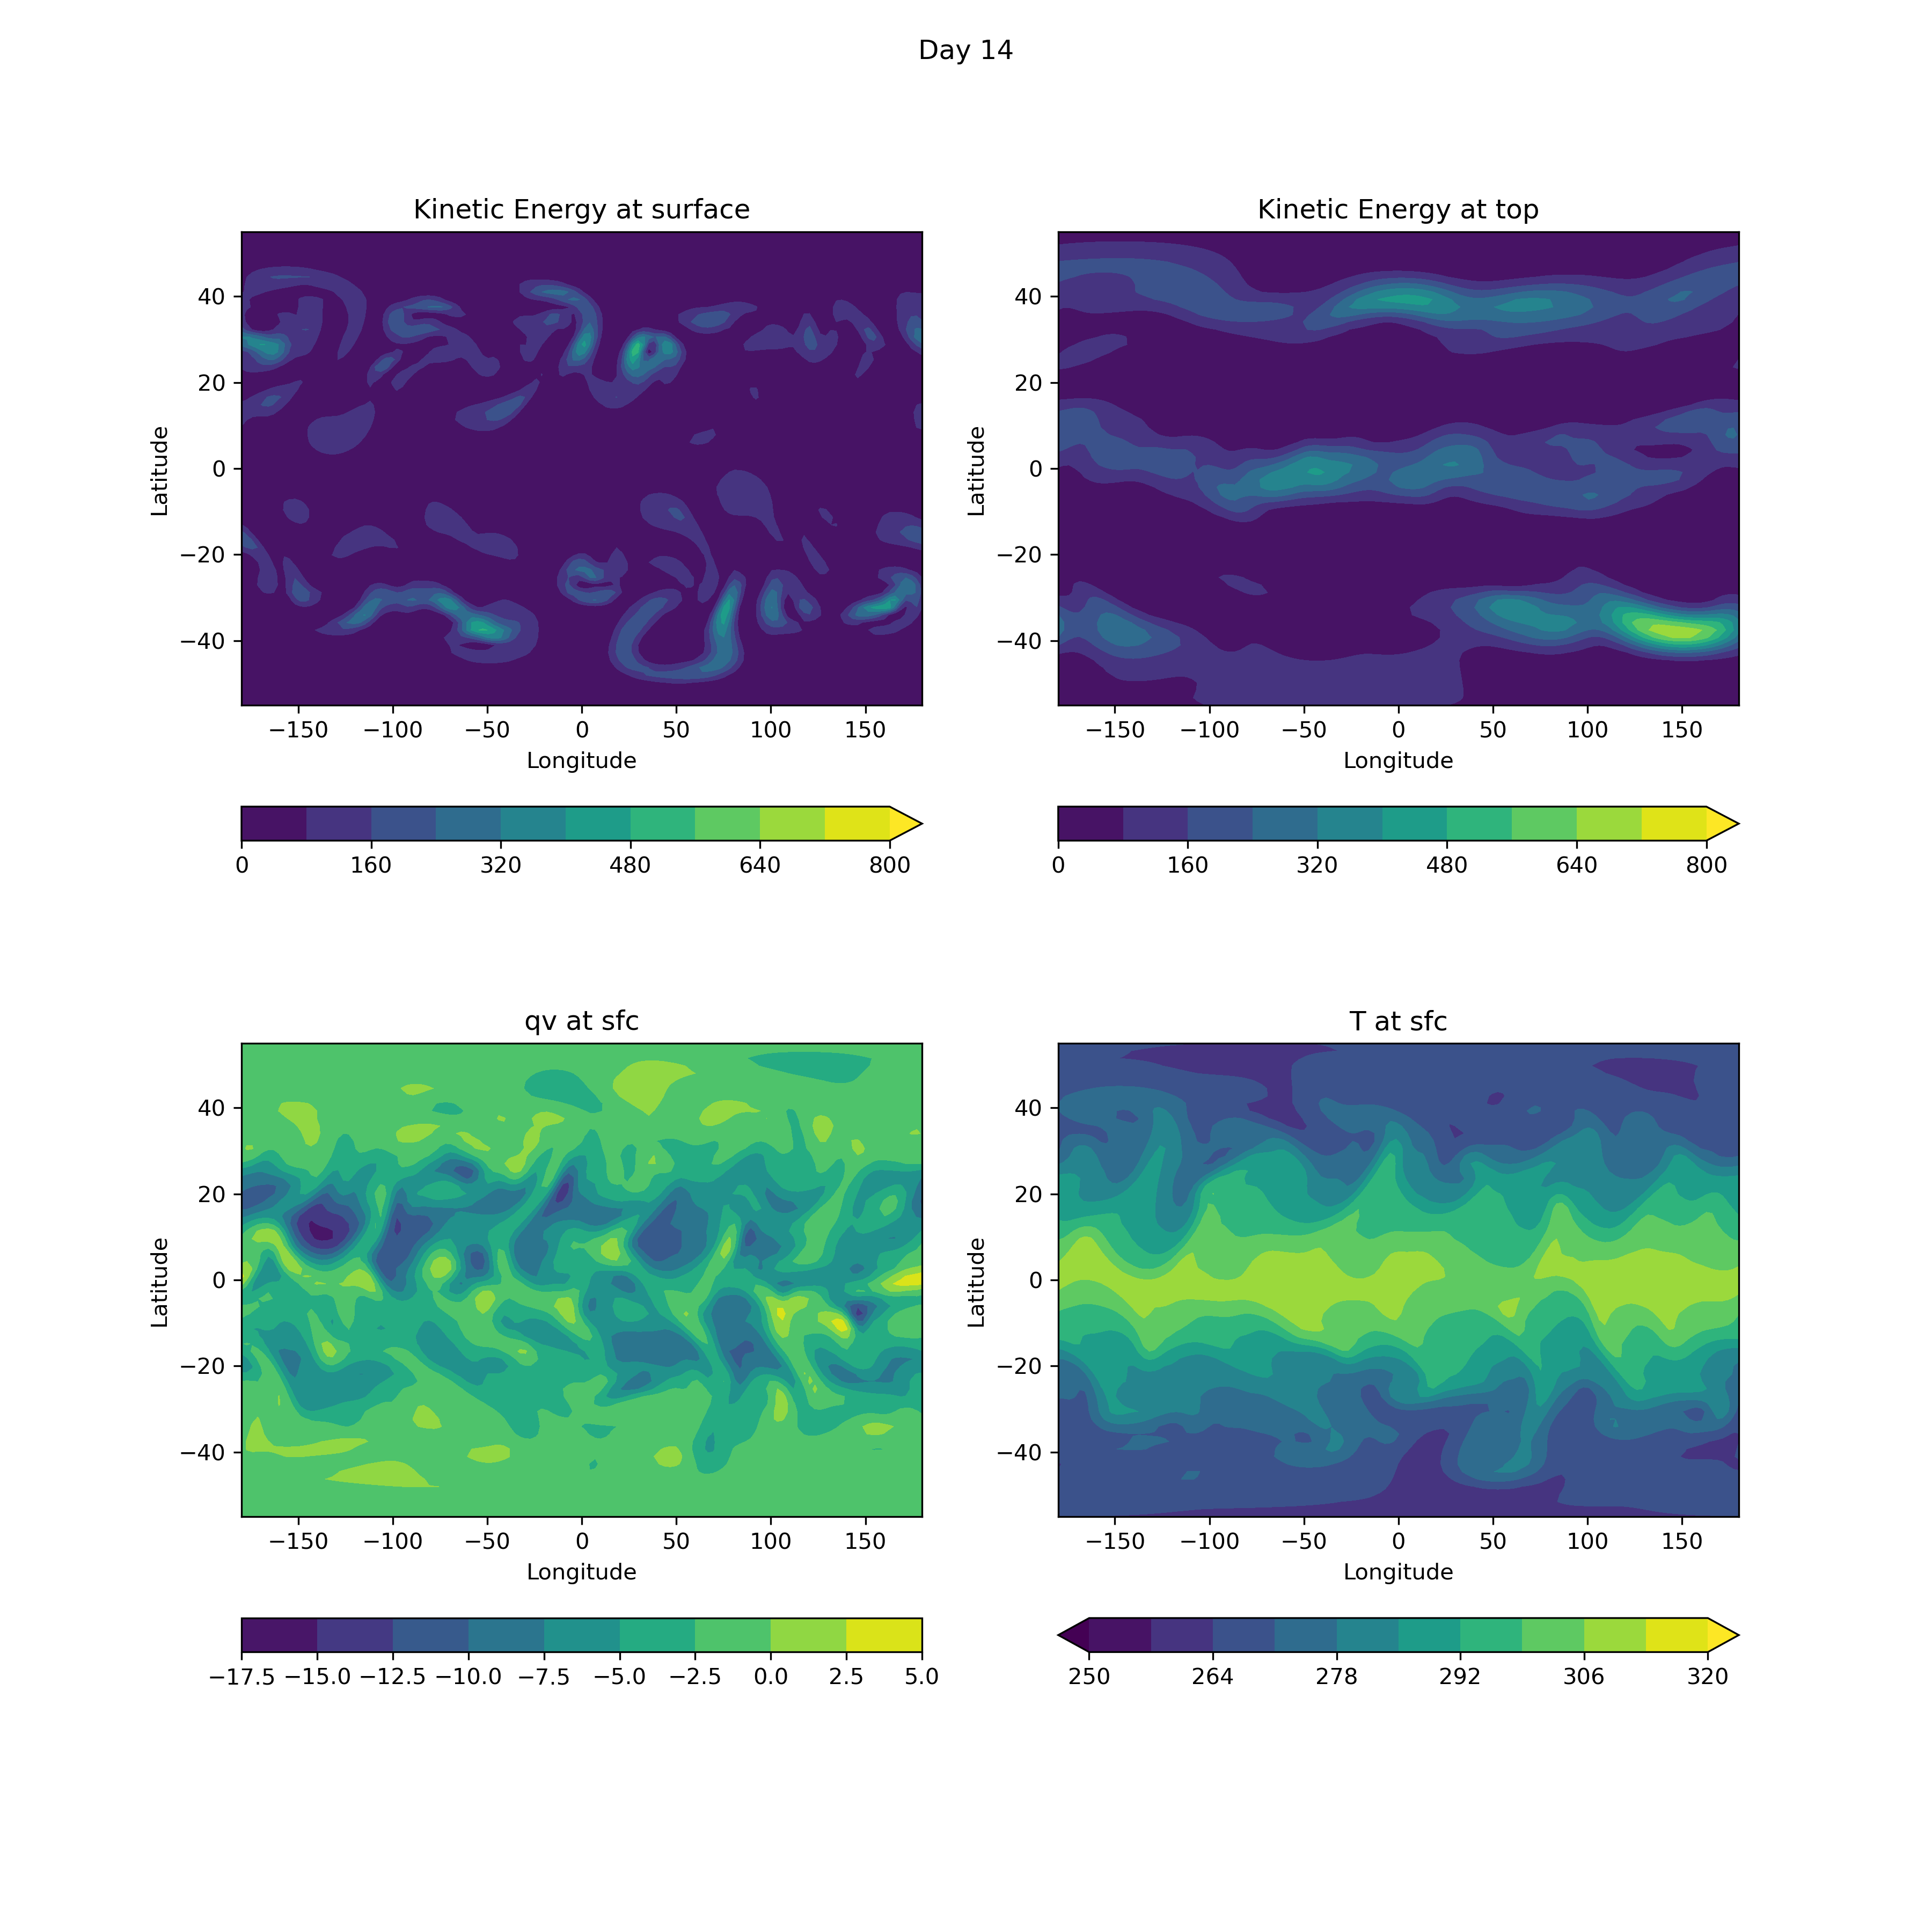 Day 14
Kinetic Energy at surface
Kinetic Energy at top
40
20
0
−20
−40
Latitude
−150 −100 −50 0 50 100 150
Longitude
0 160 320 480 640 800
40
20
0
−20
−40
Latitude
−150 −100 −50 0 50 100 150
Longitude
0 160 320 480 640 800
qv at sfc
T at sfc
40
20
0
−20
−40
Latitude
−150 −100 −50 0 50 100 150
Longitude
−17.5 −15.0 −12.5 −10.0 −7.5 −5.0 −2.5 0.0 2.5 5.0
40
20
0
−20
−40
Latitude
−150 −100 −50 0 50 100 150
Longitude
250 264 278 292 306 320